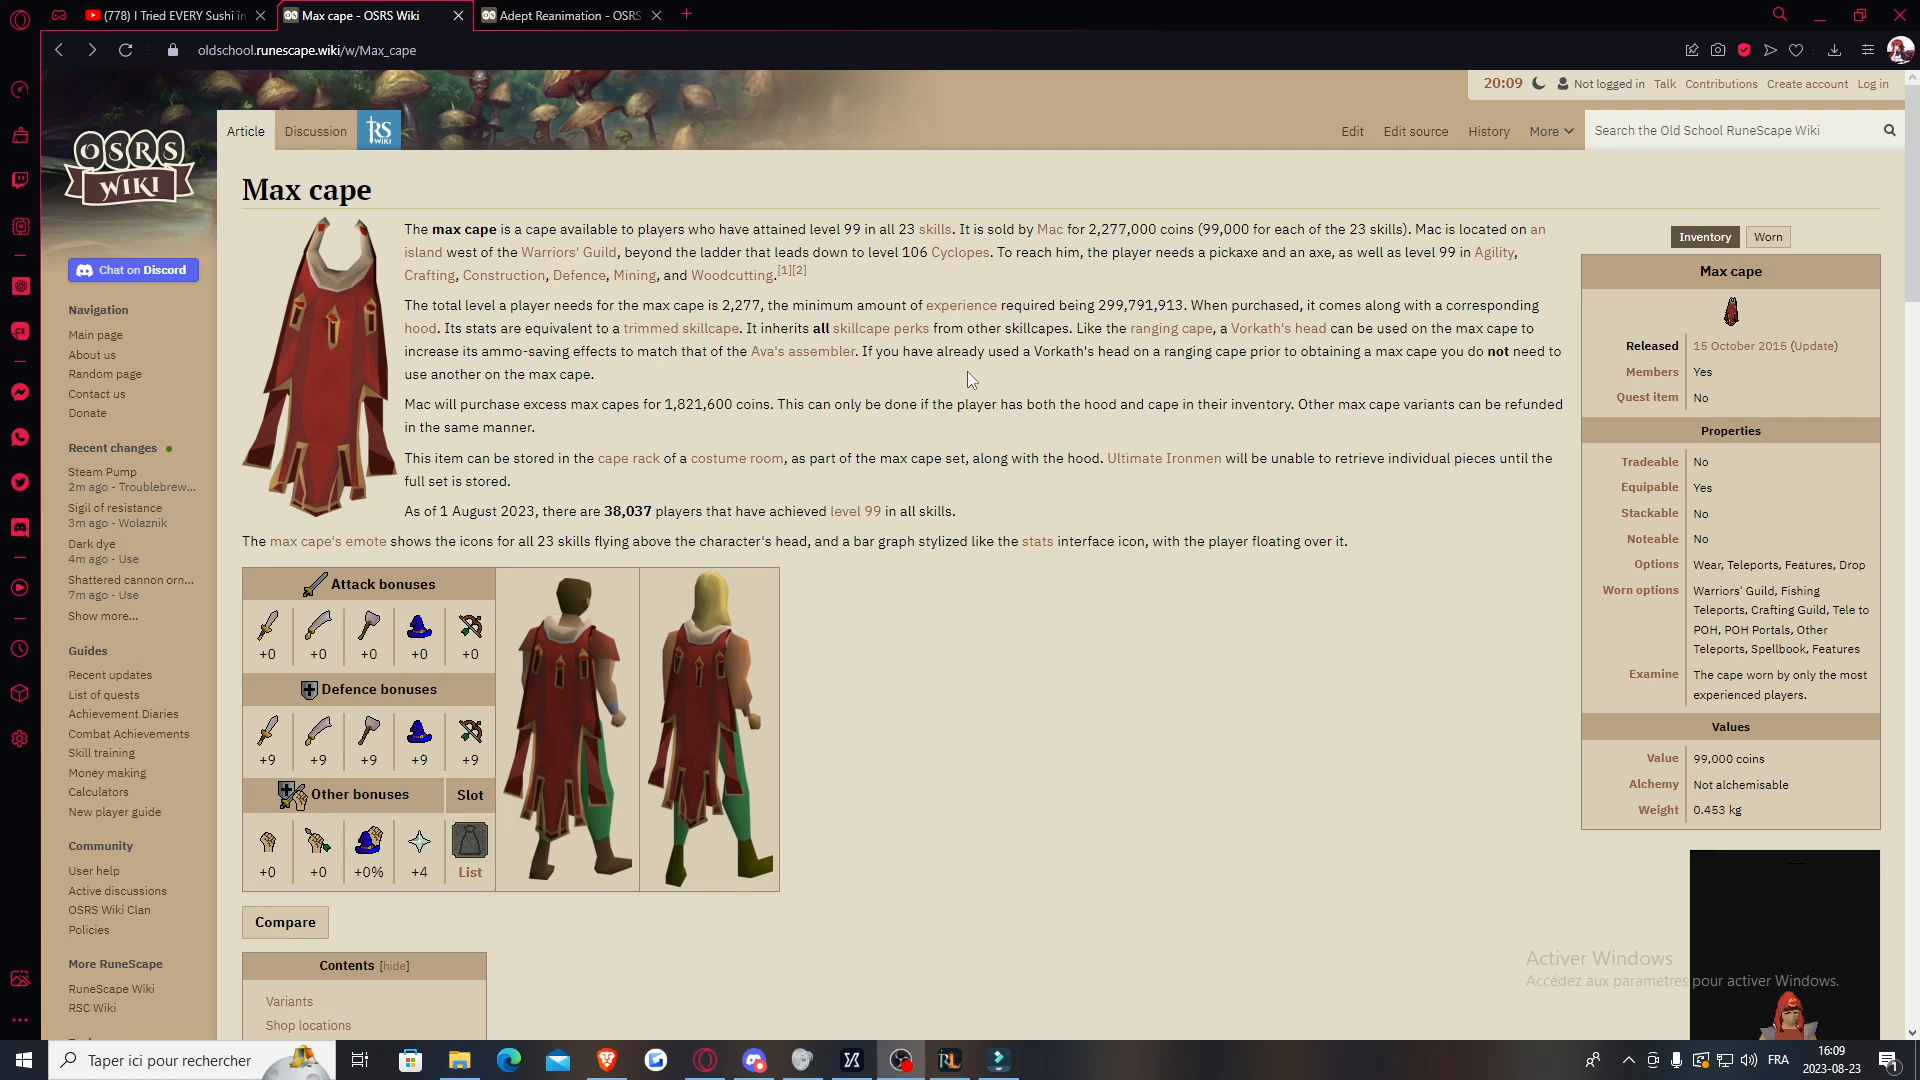 (778) I Tried EVERY Sushi in
Max cape - OSRS Wiki
Adept Reanimation - OSRS
oldschool.runescape.wiki/w/Max_cape
20:09
Not logged in
Talk
Contributions
Create account
Log in
OSRS
WIKI
Article
Discussion
RS
WIKI
Edit
Edit source
History
More
Search the Old School RuneScape Wiki
Chat on Discord
Navigation
Main page
About us
Random page
Contact us
Donate
Recent changes
Steam Pump
2m ago - Troublebrew...
Sigil of resistance
3m ago - Wolaznik
Dark dye
4m ago - Use
Shattered cannon orn...
7m ago - Use
Show more...
Guides
Recent updates
List of quests
Achievement Diaries
Combat Achievements
Skill training
Money making
Calculators
New player guide
Community
User help
Active discussions
OSRS Wiki Clan
Policies
More RuneScape
RuneScape Wiki
RSC Wiki
Max cape
The max cape is a cape available to players who have attained level 99 in all 23 skills. It is sold by Mac for 2,277,000 coins (99,000 for each of the 23 skills). Mac is located on an
island west of the Warriors' Guild, beyond the ladder that leads down to level 106 Cyclopes. To reach him, the player needs a pickaxe and an axe, as well as level 99 in Agility,
Crafting, Construction, Defence, Mining, and Woodcutting.[1][2]
The total level a player needs for the max cape is 2,277, the minimum amount of experience required being 299,791,913. When purchased, it comes along with a corresponding
hood. Its stats are equivalent to a trimmed skillcape. It inherits all skillcape perks from other skillcapes. Like the ranging cape, a Vorkath's head can be used on the max cape to
increase its ammo-saving effects to match that of the Ava's assembler. If you have already used a Vorkath's head on a ranging cape prior to obtaining a max cape you do not need to
use another on the max cape.
Mac will purchase excess max capes for 1,821,600 coins. This can only be done if the player has both the hood and cape in their inventory. Other max cape variants can be refunded
in the same manner.
This item can be stored in the cape rack of a costume room, as part of the max cape set, along with the hood. Ultimate Ironmen will be unable to retrieve individual pieces until the
full set is stored.
As of 1 August 2023, there are 38,037 players that have achieved level 99 in all skills.
The max cape's emote shows the icons for all 23 skills flying above the character's head, and a bar graph stylized like the stats interface icon, with the player floating over it.
Attack bonuses
+0 +0 +0 +0 +0
Defence bonuses
+9 +9 +9 +9 +9
Other bonuses Slot
+0 +0 +0% +4 List
Compare
Contents [hide]
Variants
Shop locations
Inventory Worn
Max cape
Released 15 October 2015 (Update)
Members Yes
Quest item No
Properties
Tradeable No
Equipable Yes
Stackable No
Noteable No
Options Wear, Teleports, Features, Drop
Worn options Warriors' Guild, Fishing
Teleports, Crafting Guild, Tele to
POH, POH Portals, Other
Teleports, Spellbook, Features
Examine The cape worn by only the most
experienced players.
Values
Value 99,000 coins
Alchemy Not alchemisable
Weight 0.453 kg
Activer Windows
Accédez aux paramètres pour activer Windows.
Taper ici pour rechercher
FRA
16:09
2023-08-23
1